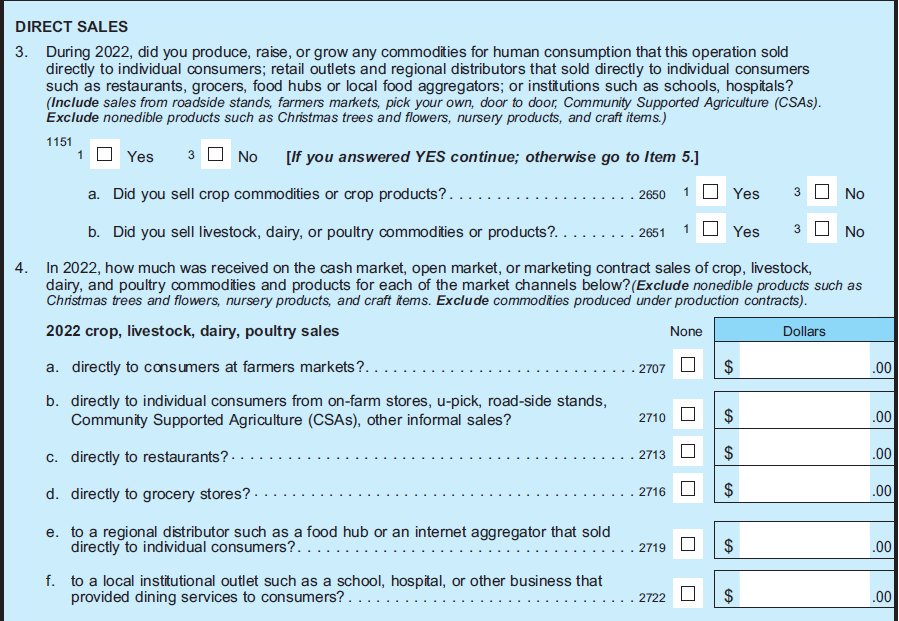 DIRECT SALES
3. During 2022, did you produce, raise, or grow any commodities for human consumption that this operation sold
directly to individual consumers; retail outlets and regional distributors that sold directly to individual consumers
such as restaurants, grocers, food hubs or local food aggregators; or institutions such as schools, hospitals?
(Include sales from roadside stands, farmers markets, pick your own, door to door, Community Supported Agriculture (CSAs).
Exclude nonedible products such as Christmas trees and flowers, nursery products, and craft items.)
1151
1 Yes 3 No [If you answered YES continue; otherwise go to Item 5.]
a. Did you sell crop commodities or crop products?. . . . . . . . . . . . . . . . . . . . 2650 1 Yes 3 No
b. Did you sell livestock, dairy, or poultry commodities or products?. . . . . . . . . 2651 1 Yes 3 No
4. In 2022, how much was received on the cash market, open market, or marketing contract sales of crop, livestock,
dairy, and poultry commodities and products for each of the market channels below?(Exclude nonedible products such as
Christmas trees and flowers, nursery products, and craft items. Exclude commodities produced under production contracts).
2022 crop, livestock, dairy, poultry sales None Dollars
a. directly to consumers at farmers markets?. . . . . . . . . . . . . . . . . . . . . . . . . . . . . 2707 $ .00
b. directly to individual consumers from on-farm stores, u-pick, road-side stands,
Community Supported Agriculture (CSAs), other informal sales? 2710 $ .00
c. directly to restaurants? . . . . . . . . . . . . . . . . . . . . . . . . . . . . . . . . . . . . . . . . . . . 2713 $ .00
d. directly to grocery stores? . . . . . . . . . . . . . . . . . . . . . . . . . . . . . . . . . . . . . . . . 2716 $ .00
e. to a regional distributor such as a food hub or an internet aggregator that sold
directly to individual consumers?. . . . . . . . . . . . . . . . . . . . . . . . . . . . . . . . . . . . 2719 $ .00
f. to a local institutional outlet such as a school, hospital, or other business that
provided dining services to consumers? . . . . . . . . . . . . . . . . . . . . . . . . . . . . . . 2722 $ .00